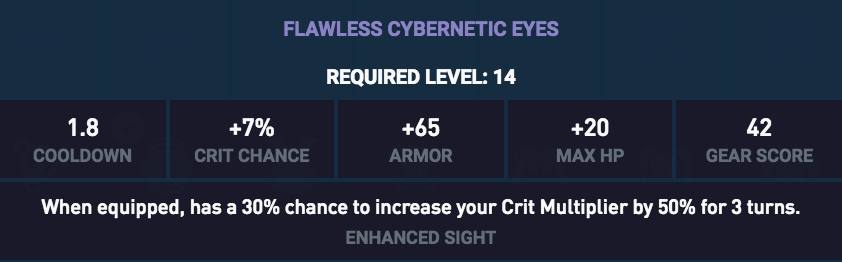 FLAWLESS CYBERNETIC EYES
REQUIRED LEVEL: 14
1.8 +7% +65 +20 42
COOLDOWN CRIT CHANCE ARMOR MAX HP GEAR SCORE
When equipped, has a 30% chance to increase your Crit Multiplier by 50% for 3 turns.
ENHANCED SIGHT